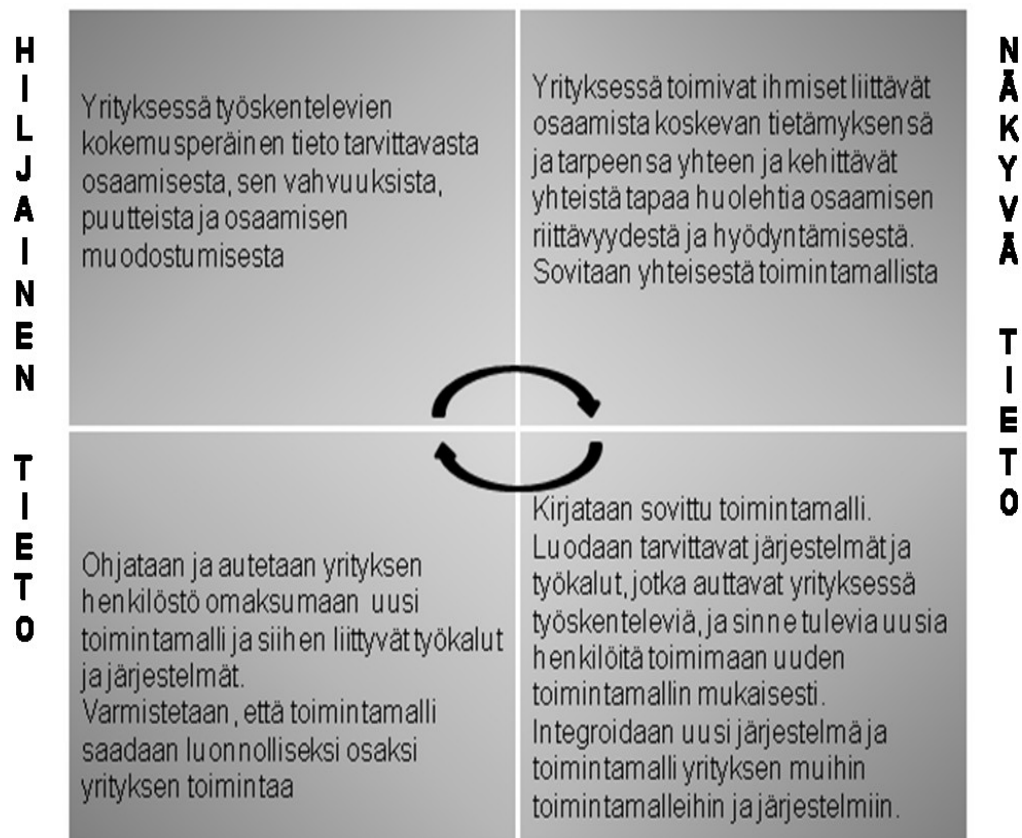 HILJAINEN TIETO
Yrityksessä työskentelevien
kokemusperäinen tieto tarvittavasta
osaamisesta, sen vahvuuksista,
puutteista ja osaamisen
muodostumisesta
Yrityksessä toimivat ihmiset liittävät
osaamista koskevan tietämyksensä
ja tarpeensa yhteen ja kehittävät
yhteistä tapaa huolehtia osaamisen
riittävyydestä ja hyödyntämisestä.
Sovitaan yhteisestä toimintamallista
Ohjataan ja autetaan yrityksen
henkilöstö omaksumaan uusi
toimintamalli ja siihen liittyvät työkalut
ja järjestelmät.
Varmistetaan, että toimintamalli
saadaan luonnolliseksi osaksi
yrityksen toimintaa
Kirjataan sovittu toimintamalli.
Luodaan tarvittavat järjestelmät ja
työkalut, jotka auttavat yrityksessä
työskenteleviä, ja sinne tulevia uusia
henkilöitä toimimaan uuden
toimintamallin mukaisesti.
Integroidaan uusi järjestelmä ja
toimintamalli yrityksen muihin
toimintamalleihin ja järjestelmiin.
NÄKYVÄ TIETO